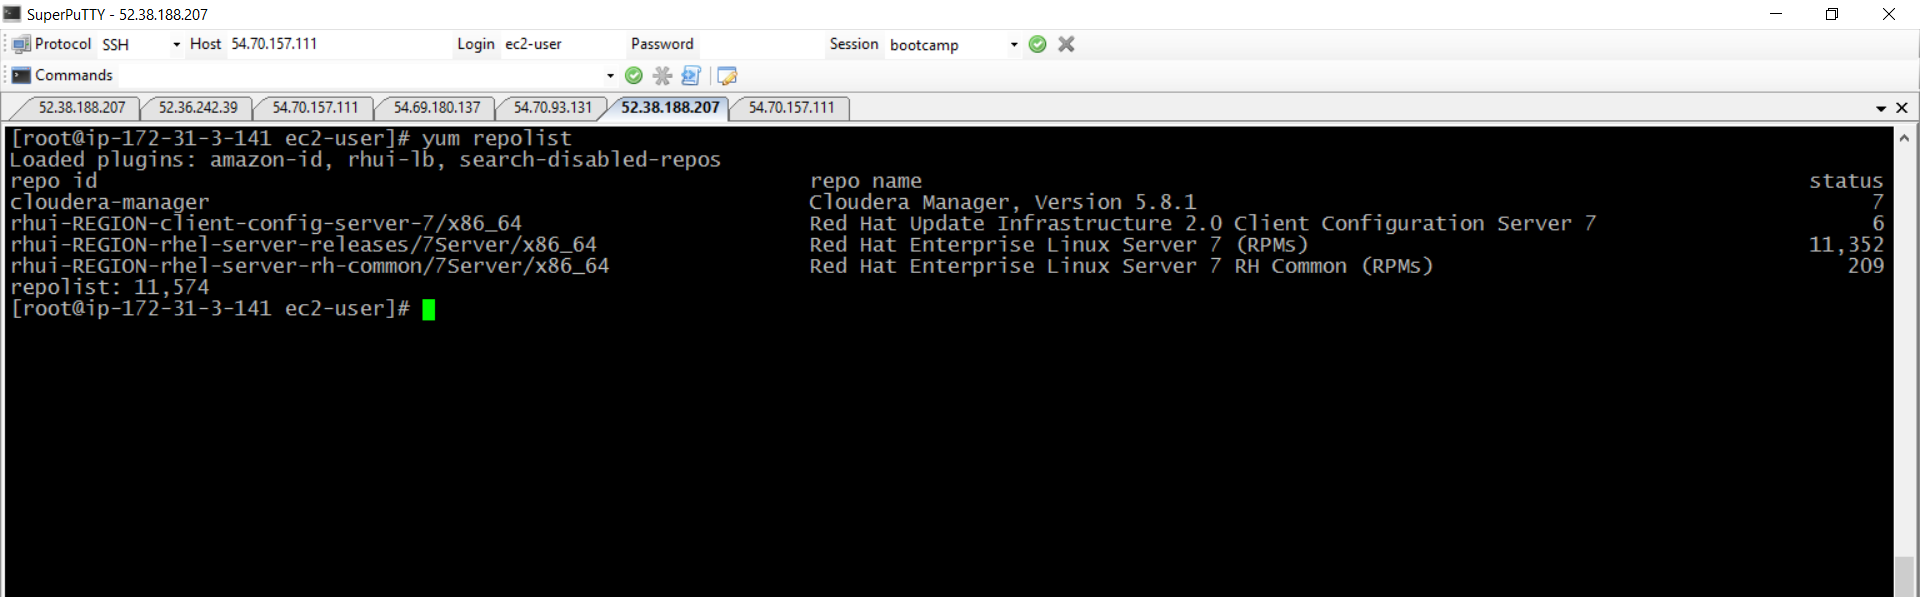 SuperPuTTY - 52.38.188.207
Protocol SSH Host 54.70.157.111 Login ec2-user Password Session bootcamp
Commands
52.38.188.207 52.36.242.39 54.70.157.111 54.69.180.137 54.70.93.131 52.38.188.207 54.70.157.111
[root@ip-172-31-3-141 ec2-user]# yum repolist
Loaded plugins: amazon-id, rhui-lb, search-disabled-repos
repo id repo name status
cloudera-manager Cloudera Manager, Version 5.8.1 7
rhui-REGION-client-config-server-7/x86_64 Red Hat Update Infrastructure 2.0 Client Configuration Server 7 6
rhui-REGION-rhel-server-releases/7Server/x86_64 Red Hat Enterprise Linux Server 7 (RPMs) 11,352
rhui-REGION-rhel-server-rh-common/7Server/x86_64 Red Hat Enterprise Linux Server 7 RH Common (RPMs) 209
repolist: 11,574
[root@ip-172-31-3-141 ec2-user]#